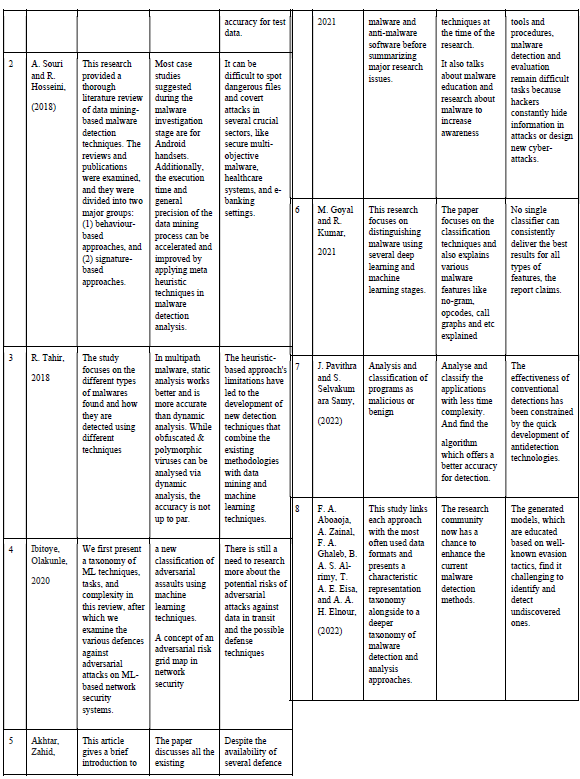 accuracy for test
data.
2
A. Souri
and R.
Hosseini,
(2018)
This research
provided a
thorough
literature review
of data mining-
based malware
detection
techniques. The
reviews and
publications
were examined,
and they were
divided into two
major groups:
(1) behaviour-
based
approaches, and
(2) signature-
based
approaches.
Most case
studies
suggested
during the
malware
investigation
stage are for
Android
handsets.
Additionally,
the execution
time and
general
precision of the
data mining
process can be
accelerated and
improved by
applying meta
heuristic
techniques in
malware
detection
analysis.
It can be
difficult to spot
dangerous files
and covert
attacks in
several crucial
sectors, like
secure multi-
objective
malware,
healthcare
systems, and e-
banking
settings.
3
R. Tahir,
2018
The study
focuses on the
different types
of malwares
found and how
they are
detected using
different
techniques
In multipath
malware, static
analysis works
better and is
more accurate
than dynamic
analysis. While
obfuscated &
polymorphic
viruses can be
analysed via
dynamic
analysis, the
accuracy is not
up to par.
The heuristic-
based approach's
limitations have
led to the
development of
new detection
techniques that
combine the
existing
methodologies
with data
mining and
machine
learning
techniques.
4
Ibitoye,
Olakunle,
2020
We first present
a taxonomy of
ML techniques,
tasks, and
complexity in
this review, after
which we
examine the
various defences
against
adversarial
attacks on ML-
based network
security
systems.
a new
classification of
adversarial
assaults using
machine
learning
techniques.
A concept of an
adversarial risk
grid map in
network
security
There is still a
need to research
more about the
potential risks of
adversarial
attacks against
data in transit
and the possible
defense
techniques
5
Akhtar,
Zahid,
This article
gives a brief
introduction to
The paper
discusses all the
existing
Despite the
availability of
several defence
2021
malware and
anti-malware
software before
summarizing
major research
issues.
techniques at
the time of the
research.
It also talks
about malware
education and
research about
malware to
increase
awareness
tools and
procedures,
malware
detection and
evaluation
remain difficult
tasks because
hackers
constantly hide
information in
attacks or design
new cyber-
attacks.
6
M. Goyal
and R.
Kumar,
2021
This research
focuses on
distinguishing
malware using
several deep
learning and
machine
learning stages.
The paper
focuses on the
classification
techniques and
also explains
various
malware
features like
no-gram,
opcodes, call
graphs and etc
explained
No single
classifier can
consistently
deliver the best
results for all
types of
features, the
report claims.
7
J. Pavithra
and S.
Selvakum
ara Samy,
(2022)
Analysis and
classification of
programs as
malicious or
benign
Analyse and
classify the
applications
with less time
complexity.
And find the
algorithm
which offers a
better accuracy
for detection.
The
effectiveness of
conventional
detections has
been constrained
by the quick
development of
antidetection
technologies.
8
F. A.
Aboaoja,
A. Zainal,
F. A.
Ghaleb, B.
A. S. Al-
rimy, T.
A. E. Eisa,
and A. A.
H. Elnour,
(2022)
This study links
each approach
with the most
often used data
formats and
presents a
characteristic
representation
taxonomy
alongside to a
deeper
taxonomy of
malware
detection and
analysis
approaches.
The research
community
now has a
chance to
enhance the
current
malware
detection
methods.
The generated
models, which
are educated
based on well-
known evasion
tactics, find it
challenging to
identify and
detect
undiscovered
ones.